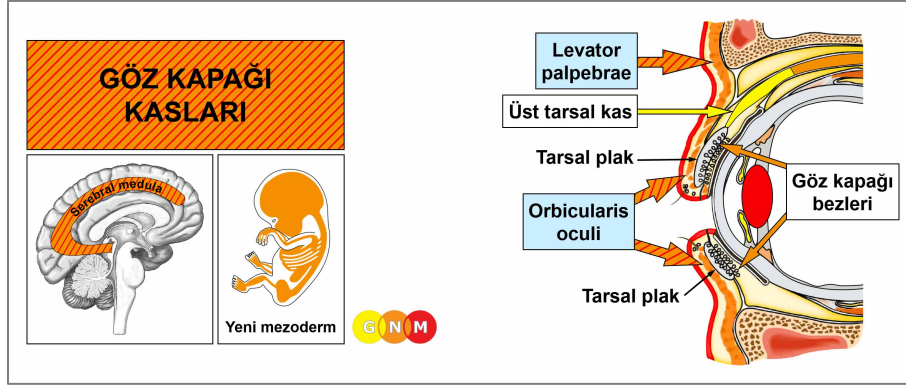 GÖZ KAPAĞI
KASLARI
Serebral medula
Yeni mezoderm
G N M
Levator
palpebrae
Üst tarsal kas
Tarsal plak
Orbicularis
oculi
Göz kapağı
bezleri
Tarsal plak